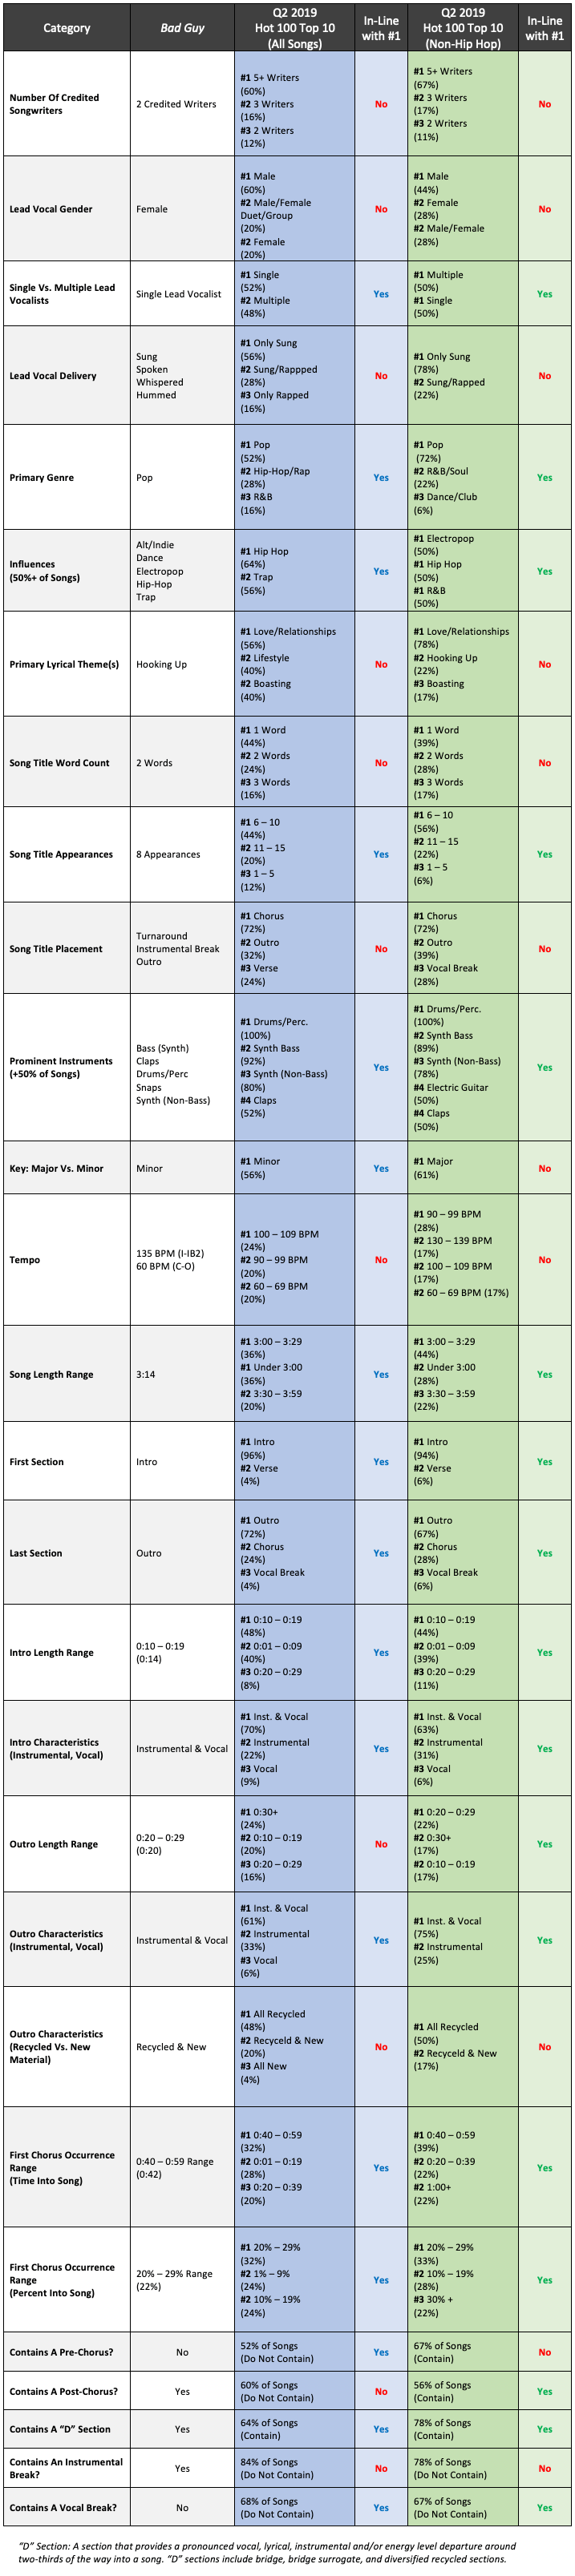 Category
Bad Guy
Q2 2019
Hot 100 Top 10
(All Songs)
In-Line
with #1
Q2 2019
Hot 100 Top 10
(Non-Hip Hop)
In-Line
with #1
Number Of Credited
Songwriters
2 Credited Writers
#1 5+ Writers
(60%)
#2 3 Writers
(16%)
#3 2 Writers
(12%)
No
#1 5+ Writers
(67%)
#2 3 Writers
(17%)
#3 2 Writers
(11%)
No
Lead Vocal Gender
Female
#1 Male
(60%)
#2 Male/Female
Duet/Group
(20%)
#2 Female
(20%)
No
#1 Male
(44%)
#2 Female
(28%)
#2 Male/Female
(28%)
No
Single Vs. Multiple Lead
Vocalists
Single Lead Vocalist
#1 Single
(52%)
#2 Multiple
(48%)
Yes
#1 Multiple
(50%)
#1 Single
(50%)
Yes
Lead Vocal Delivery
Sung
Spoken
Whispered
Hummed
#1 Only Sung
(56%)
#2 Sung/Rappped
(28%)
#3 Only Rapped
(16%)
No
#1 Only Sung
(78%)
#2 Sung/Rapped
(22%)
No
Primary Genre
Pop
#1 Pop
(52%)
#2 Hip-Hop/Rap
(28%)
#3 R&B
(16%)
Yes
#1 Pop
(72%)
#2 R&B/Soul
(22%)
#3 Dance/Club
(6%)
Yes
Influences
(50%+ of Songs)
Alt/Indie
Dance
Electropop
Hip-Hop
Trap
#1 Hip Hop
(64%)
#2 Trap
(56%)
Yes
#1 Electropop
(50%)
#1 Hip Hop
(50%)
#1 R&B
(50%)
Yes
Primary Lyrical Theme(s)
Hooking Up
#1 Love/Relationships
(56%)
#2 Lifestyle
(40%)
#2 Boasting
(40%)
No
#1 Love/Relationships
(78%)
#2 Hooking Up
(22%)
#3 Boasting
(17%)
No
Song Title Word Count
2 Words
#1 1 Word
(44%)
#2 2 Words
(24%)
#3 3 Words
(16%)
No
#1 1 Word
(39%)
#2 2 Words
(28%)
#3 3 Words
(17%)
No
Song Title Appearances
8 Appearances
#1 6 – 10
(44%)
#2 11 – 15
(20%)
#3 1 – 5
(12%)
Yes
#1 6 – 10
(56%)
#2 11 – 15
(22%)
#3 1 – 5
(6%)
Yes
Song Title Placement
Turnaround
Instrumental Break
Outro
#1 Chorus
(72%)
#2 Outro
(32%)
#3 Verse
(24%)
No
#1 Chorus
(72%)
#2 Outro
(39%)
#3 Vocal Break
(28%)
No
Prominent Instruments
(+50% of Songs)
Bass (Synth)
Claps
Drums/Perc
Snaps
Synth (Non-Bass)
#1 Drums/Perc.
(100%)
#2 Synth Bass
(92%)
#3 Synth (Non-Bass)
(80%)
#4 Claps
(52%)
Yes
#1 Drums/Perc.
(100%)
#2 Synth Bass
(89%)
#3 Synth (Non-Bass)
(78%)
#4 Electric Guitar
(50%)
#4 Claps
(50%)
Yes
Key: Major Vs. Minor
Minor
#1 Minor
(56%)
Yes
#1 Major
(61%)
No
Tempo
135 BPM (I-IB2)
60 BPM (C-O)
#1 100 – 109 BPM
(24%)
#2 90 – 99 BPM
(20%)
#2 60 – 69 BPM
(20%)
No
#1 90 – 99 BPM
(28%)
#2 130 – 139 BPM
(17%)
#2 100 – 109 BPM
(17%)
#2 60 – 69 BPM (17%)
No
Song Length Range
3:14
#1 3:00 – 3:29
(36%)
#1 Under 3:00
(36%)
#2 3:30 – 3:59
(20%)
Yes
#1 3:00 – 3:29
(44%)
#2 Under 3:00
(28%)
#3 3:30 – 3:59
(22%)
Yes
First Section
Intro
#1 Intro
(96%)
#2 Verse
(4%)
Yes
#1 Intro
(94%)
#2 Verse
(6%)
Yes
Last Section
Outro
#1 Outro
(72%)
#2 Chorus
(24%)
#3 Vocal Break
(4%)
Yes
#1 Outro
(67%)
#2 Chorus
(28%)
#3 Vocal Break
(6%)
Yes
Intro Length Range
0:10 – 0:19
(0:14)
#1 0:10 – 0:19
(48%)
#2 0:01 – 0:09
(40%)
#3 0:20 – 0:29
(8%)
Yes
#1 0:10 – 0:19
(44%)
#2 0:01 – 0:09
(39%)
#3 0:20 – 0:29
(11%)
Yes
Intro Characteristics
(Instrumental, Vocal)
Instrumental & Vocal
#1 Inst. & Vocal
(70%)
#2 Instrumental
(22%)
#3 Vocal
(9%)
Yes
#1 Inst. & Vocal
(63%)
#2 Instrumental
(31%)
#3 Vocal
(6%)
Yes
Outro Length Range
0:20 – 0:29
(0:20)
#1 0:30+
(24%)
#2 0:10 – 0:19
(20%)
#3 0:20 – 0:29
(16%)
No
#1 0:20 – 0:29
(22%)
#2 0:30+
(17%)
#2 0:10 – 0:19
(17%)
Yes
Outro Characteristics
(Instrumental, Vocal)
Instrumental & Vocal
#1 Inst. & Vocal
(61%)
#2 Instrumental
(33%)
#3 Vocal
(6%)
Yes
#1 Inst. & Vocal
(75%)
#2 Instrumental
(25%)
Yes
Outro Characteristics
(Recycled Vs. New
Material)
Recycled & New
#1 All Recycled
(48%)
#2 Recyceld & New
(20%)
#3 All New
(4%)
No
#1 All Recycled
(50%)
#2 Recyceld & New
(17%)
No
First Chorus Occurrence
Range
(Time Into Song)
0:40 – 0:59 Range
(0:42)
#1 0:40 – 0:59
(32%)
#2 0:01 – 0:19
(28%)
#3 0:20 – 0:39
(20%)
Yes
#1 0:40 – 0:59
(39%)
#2 0:20 – 0:39
(22%)
#2 1:00+
(22%)
Yes
First Chorus Occurrence
Range
(Percent Into Song)
20% – 29% Range
(22%)
#1 20% – 29%
(32%)
#2 1% – 9%
(24%)
#2 10% – 19%
(24%)
Yes
#1 20% – 29%
(33%)
#2 10% – 19%
(28%)
#3 30% +
(22%)
Yes
Contains A Pre-Chorus?
No
52% of Songs
(Do Not Contain)
Yes
67% of Songs
(Contain)
No
Contains A Post-Chorus?
Yes
60% of Songs
(Do Not Contain)
No
56% of Songs
(Contain)
Yes
Contains A “D” Section
Yes
64% of Songs
(Contain)
Yes
78% of Songs
(Contain)
Yes
Contains An Instrumental
Break?
Yes
84% of Songs
(Do Not Contain)
No
78% of Songs
(Do Not Contain)
No
Contains A Vocal Break?
No
68% of Songs
(Do Not Contain)
Yes
67% of Songs
(Do Not Contain)
Yes
“D” Section: A section that provides a pronounced vocal, lyrical, instrumental and/or energy level departure around
two-thirds of the way into a song. “D” sections include bridge, bridge surrogate, and diversified recycled sections.